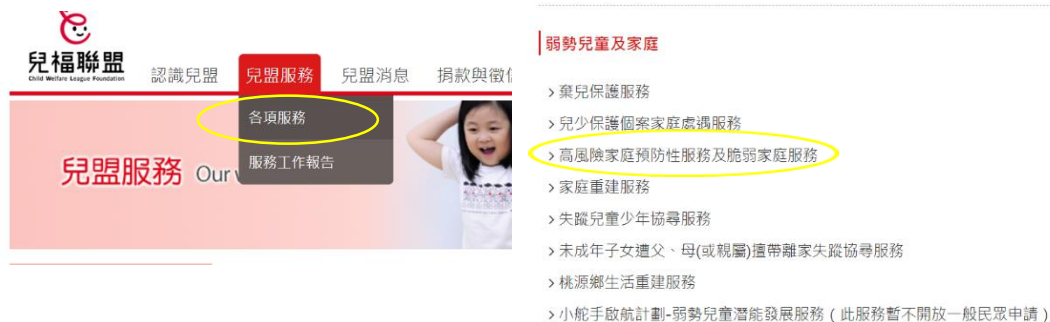 兒福聯盟
Child Welfare League Foundation
認識兒盟
兒盟服務
兒盟消息
捐款與徵信
各項服務
服務工作報告
兒盟服務 Our
弱勢兒童及家庭
> 棄兒保護服務
> 兒少保護個案家庭處遇服務
> 高風險家庭預防性服務及脆弱家庭服務
> 家庭重建服務
> 失蹤兒童少年協尋服務
> 未成年子女遭父、母(或親屬)擅帶離家失蹤協尋服務
> 桃源鄉生活重建服務
> 小舵手啟航計劃-弱勢兒童潛能發展服務 ( 此服務暫不開放一般民眾申請 )